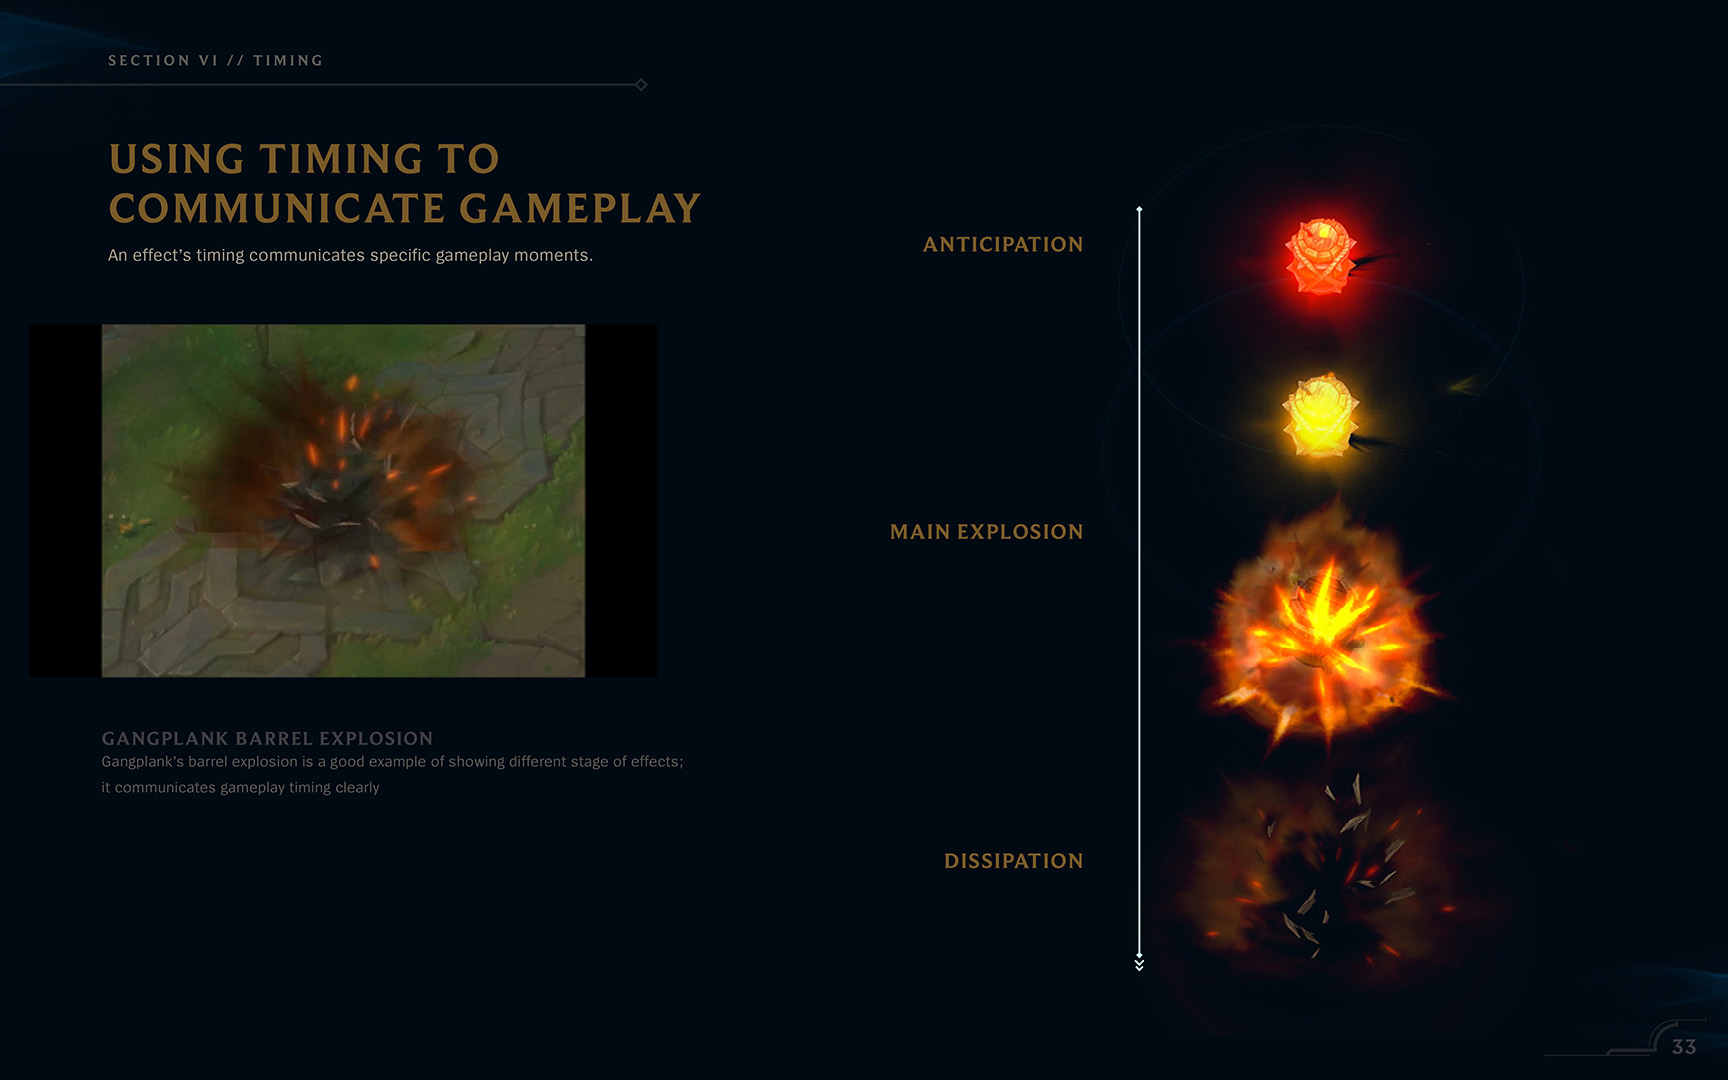 SECTION VI // TIMING
USING TIMING TO
COMMUNICATE GAMEPLAY
An effect's timing communicates specific gameplay moments.
GANGPLANK BARREL EXPLOSION
Gangplank's barrel explosion is a good example of showing different stage of effects;
it communicates gameplay timing clearly
ANTICIPATION
MAIN EXPLOSION
DISSIPATION
33